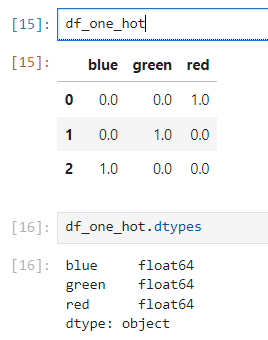 [15]: df_one_hot
[15]: blue green red
0 0.0 0.0 1.0
1 0.0 1.0 0.0
2 1.0 0.0 0.0
[16]: df_one_hot.dtypes
[16]: blue float64
green float64
red float64
dtype: object